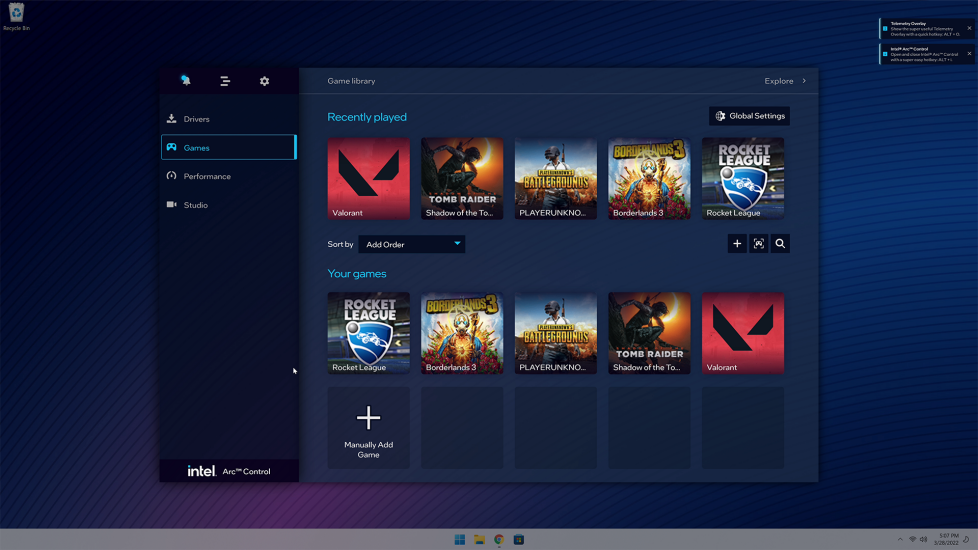 Recycle Bin
Telemetry Overlay
Show the super useful Telemetry
Overlay with a quick hotkey: ALT + O.
Intel® Arc™ Control
Open and close Intel® Arc™ Control
with a super easy hotkey: ALT + I.
Game library
Explore
Drivers
Games
Performance
Studio
Recently played
Global Settings
VALORANT
Valorant
TOMB RAIDER
Shadow of the To...
PLAYERUNKNOWN'S
BATTLEGROUNDS
PLAYERUNKNO...
BORDERLANDS 3
Borderlands 3
ROCKET
LEAGUE
Rocket League
Sort by
Add Order
Your games
ROCKET
LEAGUE
Rocket League
BORDERLANDS 3
Borderlands 3
PLAYERUNKNOWN'S
BATTLEGROUNDS
PLAYERUNKNO...
TOMB RAIDER
Shadow of the To...
Valorant
Manually Add
Game
intel. Arc™ Control
5:07 PM
3/28/2022